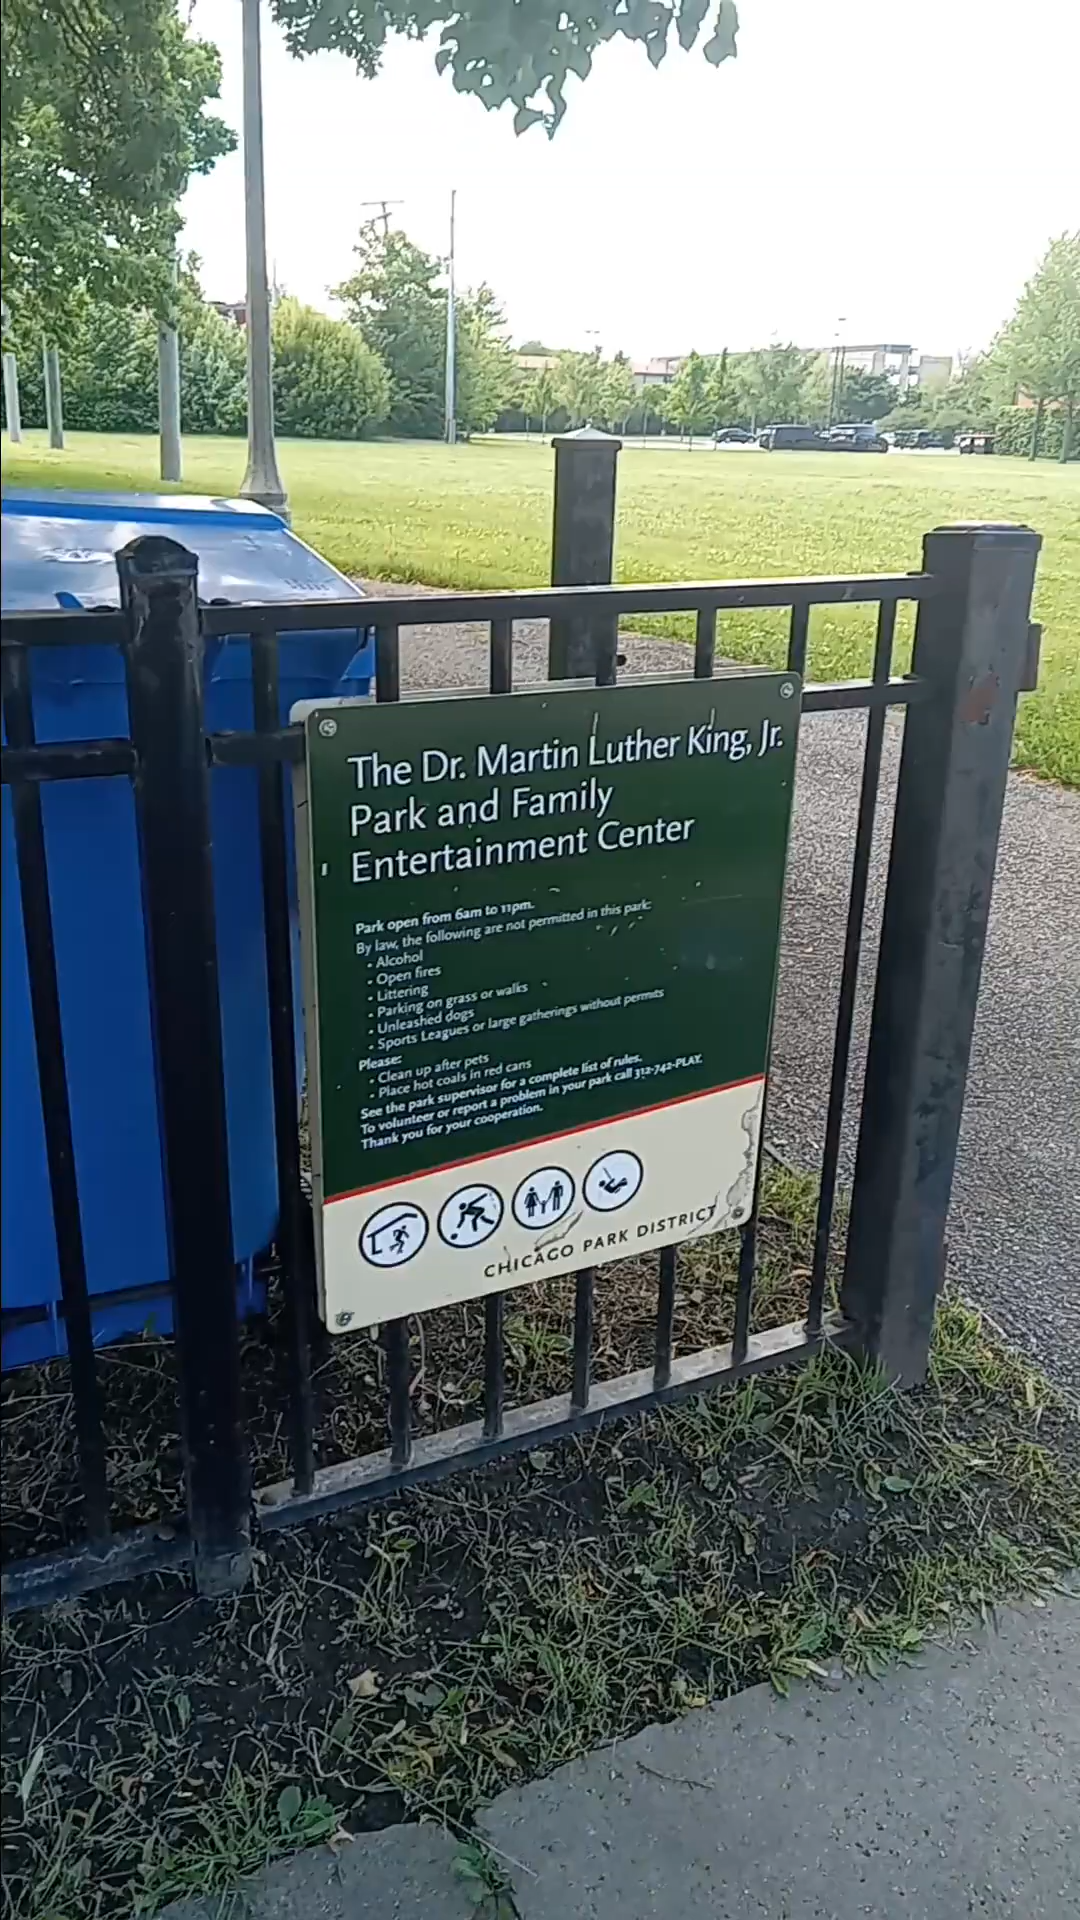 The Dr. Martin Luther King, Jr.
Park and Family
Entertainment Center
Park open from 6am to 11pm.
By law, the following are not permitted in this park:
• Alcohol
• Open fires
• Littering
• Parking on grass or walks
• Unleashed dogs
• Sports Leagues or large gatherings without permits
Please:
• Clean up after pets
• Place hot coals in red cans
See the park supervisor for a complete list of rules.
To volunteer or report a problem in your park call 312-742-PLAY.
Thank you for your cooperation.
CHICAGO PARK DISTRICT